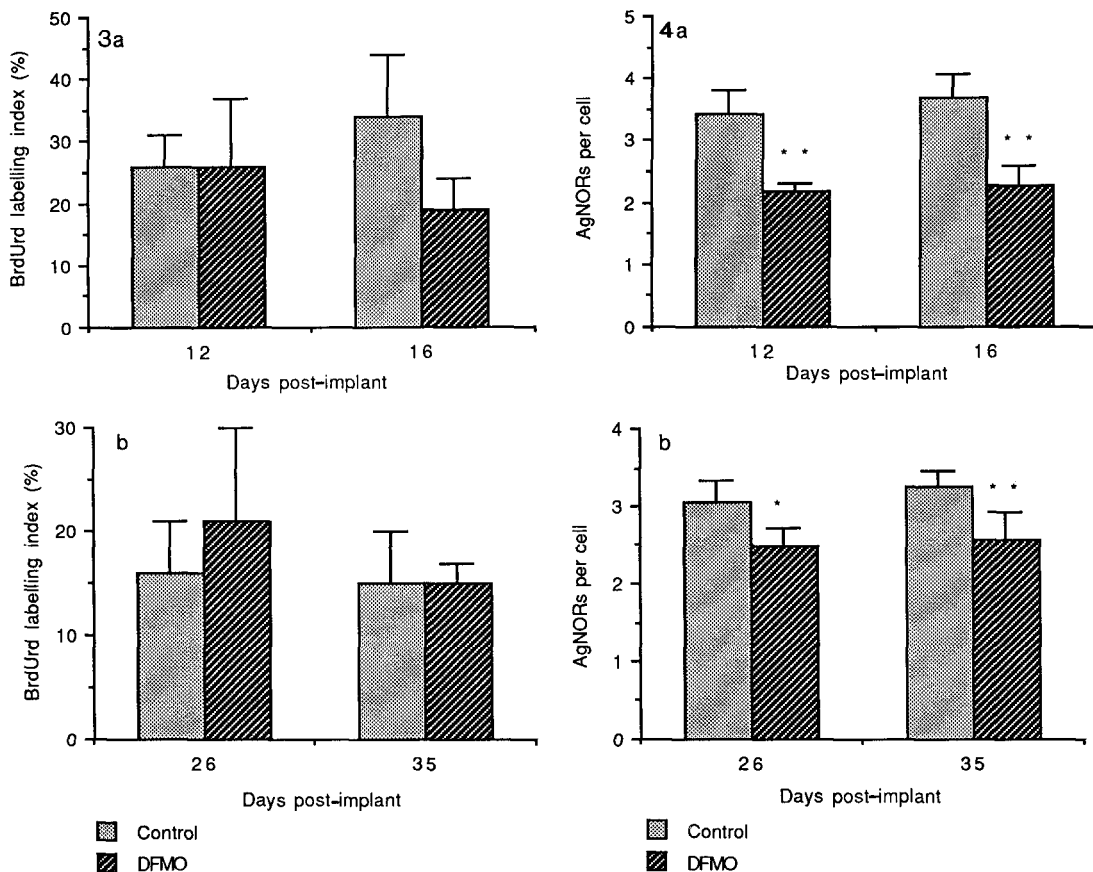 3a
BrdUrd labelling index (%)
50
40
30
20
10
0
12 16
Days post-implant
4a
AgNORs per cell
5
4
3
2
1
0
* *
* *
12 16
Days post-implant
b
BrdUrd labelling index (%)
30
20
10
0
26 35
Days post-implant
Control
DFMO
b
AgNORs per cell
4
3
2
1
0
*
* *
26 35
Days post-implant
Control
DFMO